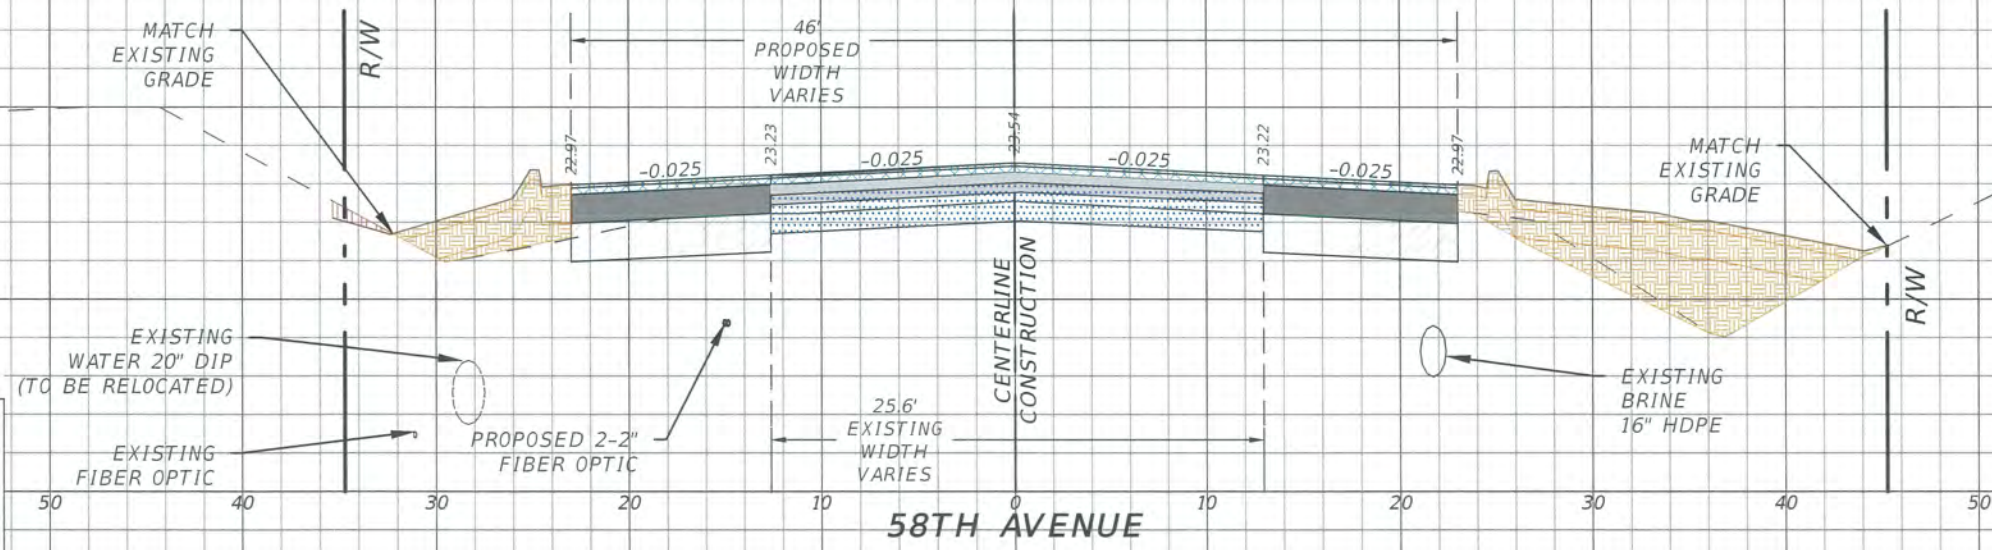 MATCH
EXISTING
GRADE
R/W
46'
PROPOSED
WIDTH
VARIES
22.97
-0.025
23.23
-0.025
23.54
-0.025
23.22
-0.025
22.97
MATCH
EXISTING
GRADE
R/W
EXISTING
WATER 20" DIP
(TO BE RELOCATED)
EXISTING
FIBER OPTIC
PROPOSED 2-2"
FIBER OPTIC
25.6'
EXISTING
WIDTH
VARIES
CENTERLINE
CONSTRUCTION
EXISTING
BRINE
16" HDPE
50 40 30 20 10 0 10 20 30 40 50
58TH AVENUE